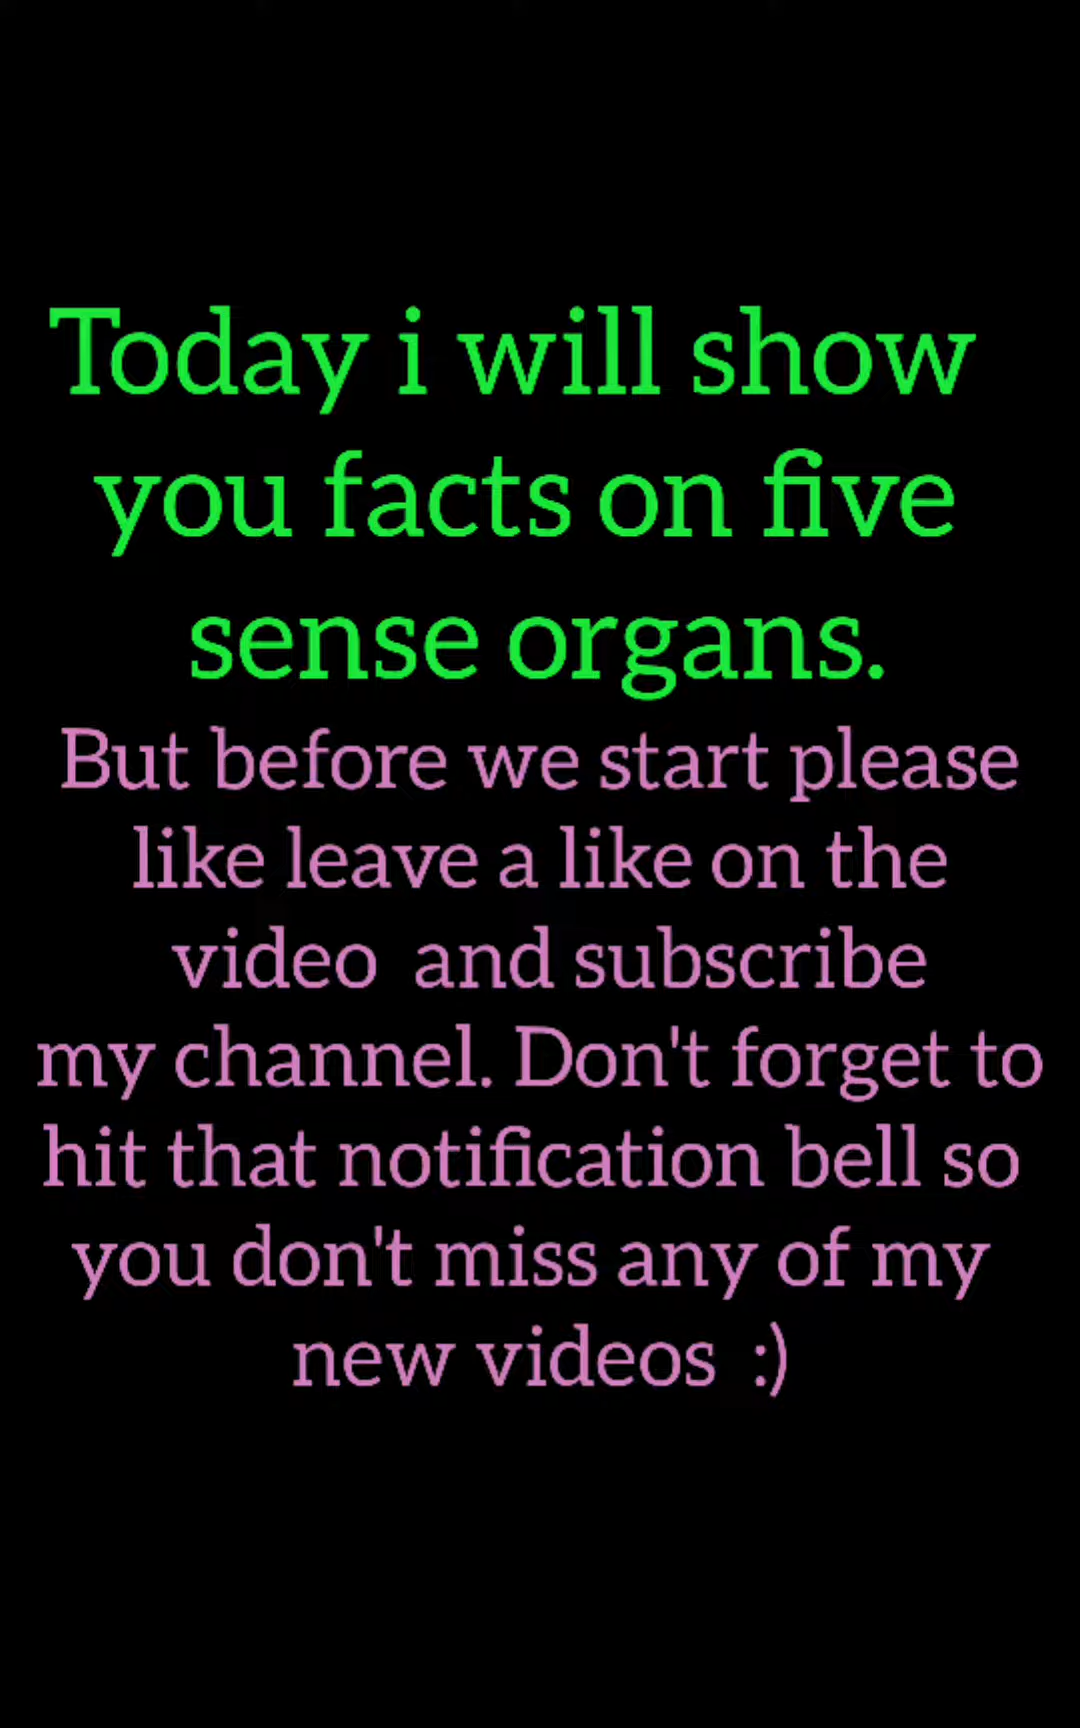 Today i will show
you facts on five
sense organs.
But before we start please
like leave a like on the
video  and subscribe
my channel. Don't forget to
hit that notification bell so
you don't miss any of my
new videos  :)